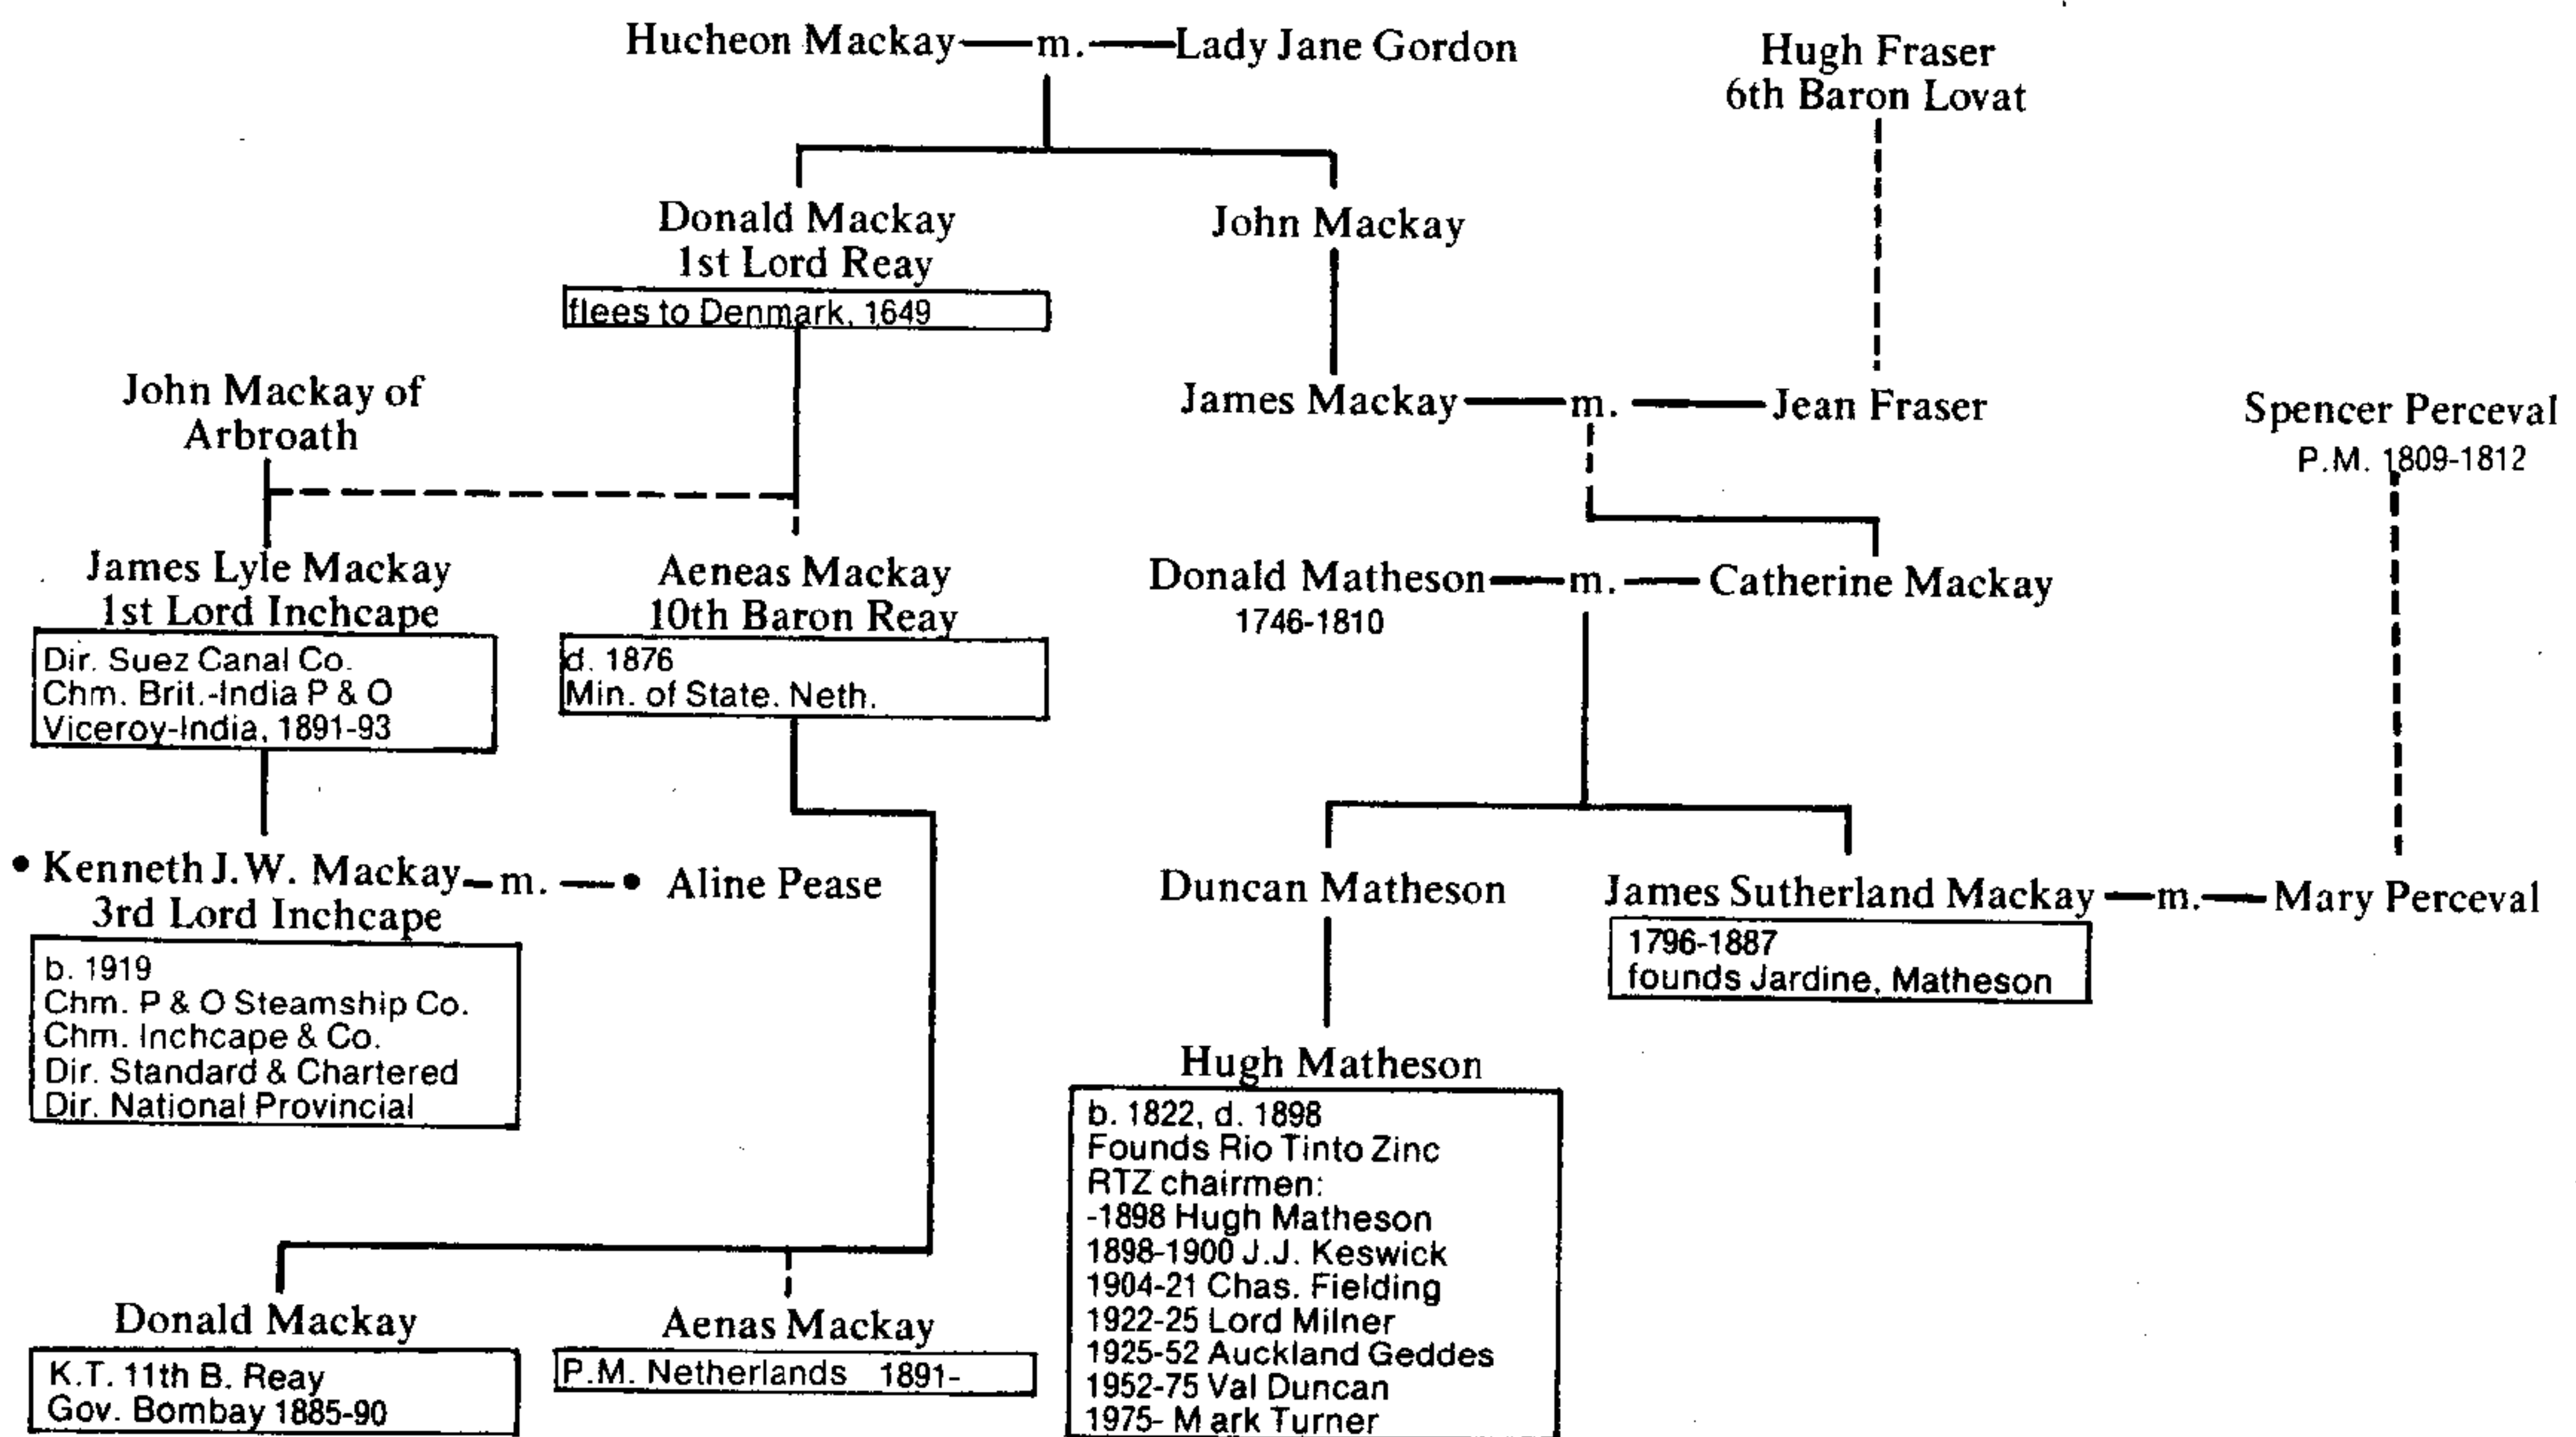 Hucheon Mackay m. Lady Jane Gordon
Hugh Fraser
6th Baron Lovat
Donald Mackay
1st Lord Reay
flees to Denmark, 1649
John Mackay
John Mackay of
Arbroath
James Mackay m. Jean Fraser
Spencer Perceval
P.M. 1809-1812
James Lyle Mackay
1st Lord Inchcape
Dir. Suez Canal Co.
Chm. Brit.-India P & O
Viceroy-India, 1891-93
Aeneas Mackay
10th Baron Reay
d. 1876
Min. of State. Neth.
Donald Matheson m. Catherine Mackay
1746-1810
• Kenneth J.W. Mackay m. • Aline Pease
3rd Lord Inchcape
b. 1919
Chm. P & O Steamship Co.
Chm. Inchcape & Co.
Dir. Standard & Chartered
Dir. National Provincial
Duncan Matheson
James Sutherland Mackay m. Mary Perceval
1796-1887
founds Jardine, Matheson
Hugh Matheson
b. 1822, d. 1898
Founds Rio Tinto Zinc
RTZ chairmen:
-1898 Hugh Matheson
1898-1900 J.J. Keswick
1904-21 Chas. Fielding
1922-25 Lord Milner
1925-52 Auckland Geddes
1952-75 Val Duncan
1975- Mark Turner
Donald Mackay
K.T. 11th B. Reay
Gov. Bombay 1885-90
Aenas Mackay
P.M. Netherlands 1891-